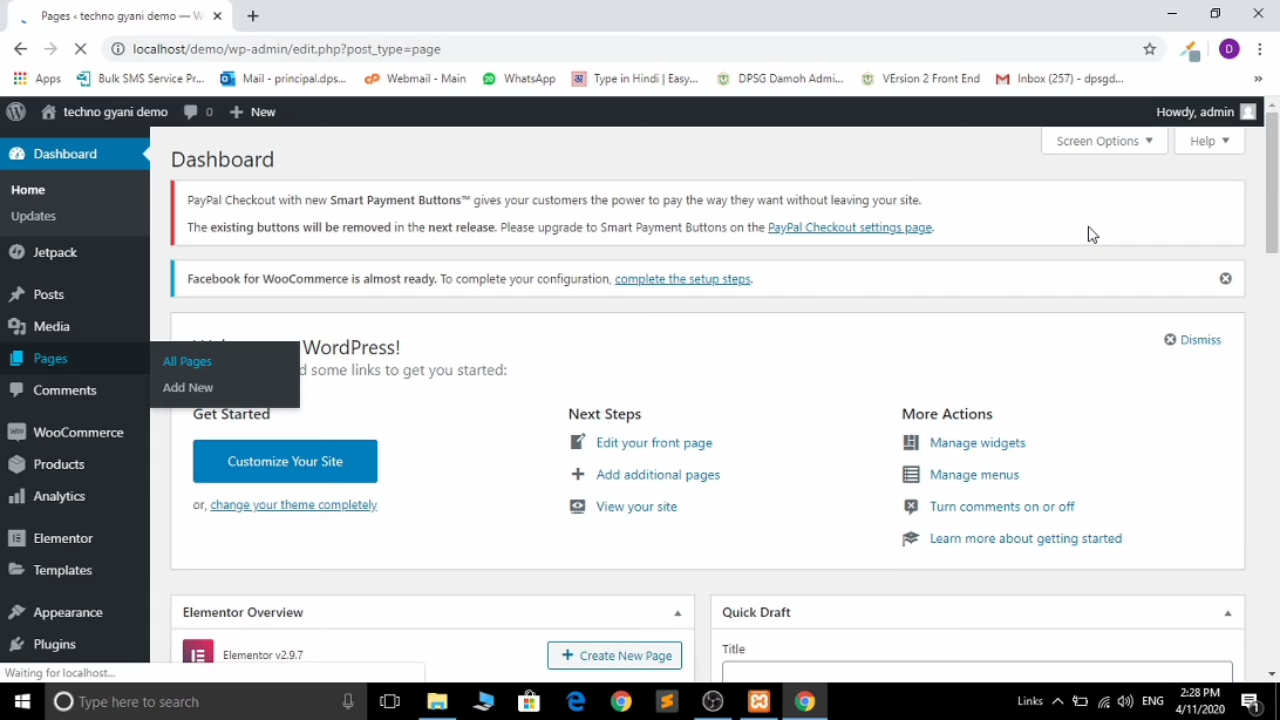 Pages ‹ techno gyani demo — W
localhost/demo/wp-admin/edit.php?post_type=page
D
Apps
Bulk SMS Service Pr...
Mail - principal.dps...
Webmail - Main
WhatsApp
Type in Hindi | Easy...
DPSG Damoh Admi...
VErsion 2 Front End
Inbox (257) - dpsgd...
»
techno gyani demo
0
New
Howdy, admin
Dashboard
Home
Updates
Jetpack
Posts
Media
Pages
All Pages
Add New
Comments
WooCommerce
Products
Analytics
Elementor
Templates
Appearance
Plugins
Dashboard
Screen Options
Help
PayPal Checkout with new Smart Payment Buttons™ gives your customers the power to pay the way they want without leaving your site.
The existing buttons will be removed in the next release. Please upgrade to Smart Payment Buttons on the PayPal Checkout settings page.
Facebook for WooCommerce is almost ready. To complete your configuration, complete the setup steps.
WordPress!
some links to get you started:
Dismiss
Get Started
Customize Your Site
or, change your theme completely
Next Steps
Edit your front page
Add additional pages
View your site
More Actions
Manage widgets
Manage menus
Turn comments on or off
Learn more about getting started
Elementor Overview
Elementor v2.9.7
Create New Page
Quick Draft
Title
Waiting for localhost...
Type here to search
Links
ENG
2:28 PM
4/11/2020
1